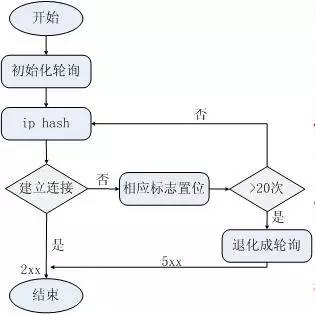 开始
初始化轮询
ip hash
否
建立连接
否
相应标志置位
>20次
是
是
退化成轮询
5xx
2xx
结束